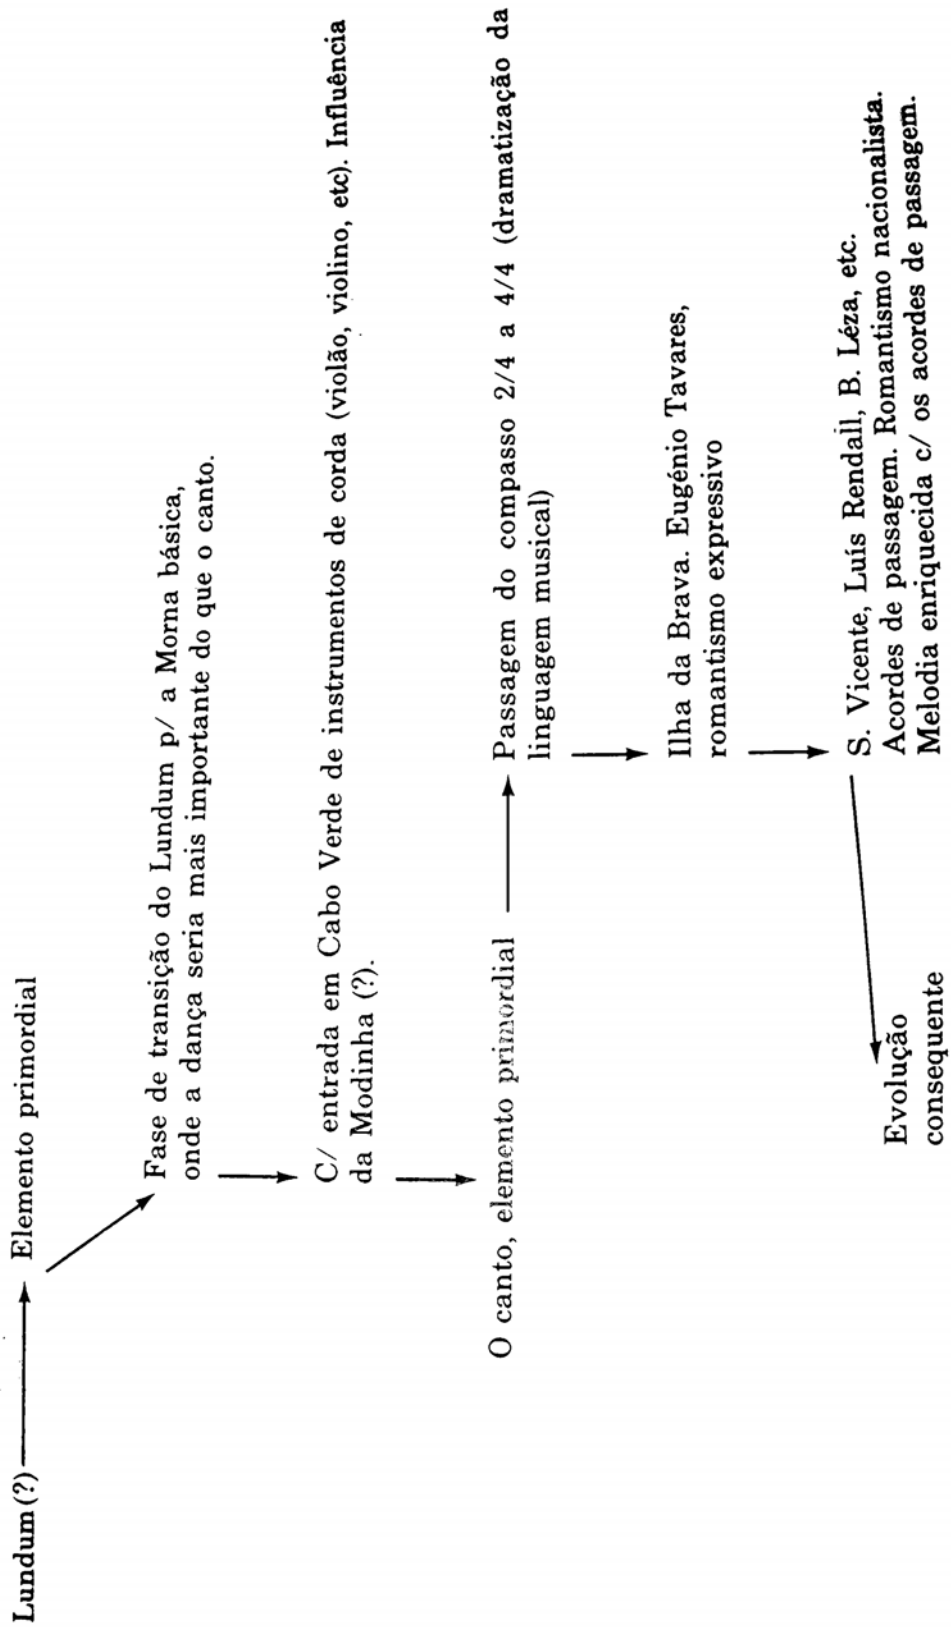 Lundum (?) Elemento primordial
Fase de transição do Lundum p/ a Morna básica,
onde a dança seria mais importante do que o canto.
C/ entrada em Cabo Verde de instrumentos de corda (violão, violino, etc). Influência
da Modinha (?).
O canto, elemento primordial
Passagem do compasso 2/4 a 4/4 (dramatização da
linguagem musical)
Ilha da Brava. Eugénio Tavares,
romantismo expressivo
S. Vicente, Luís Rendall, B. Léza, etc.
Acordes de passagem. Romantismo nacionalista.
Melodia enriquecida c/ os acordes de passagem.
Evolução
consequente